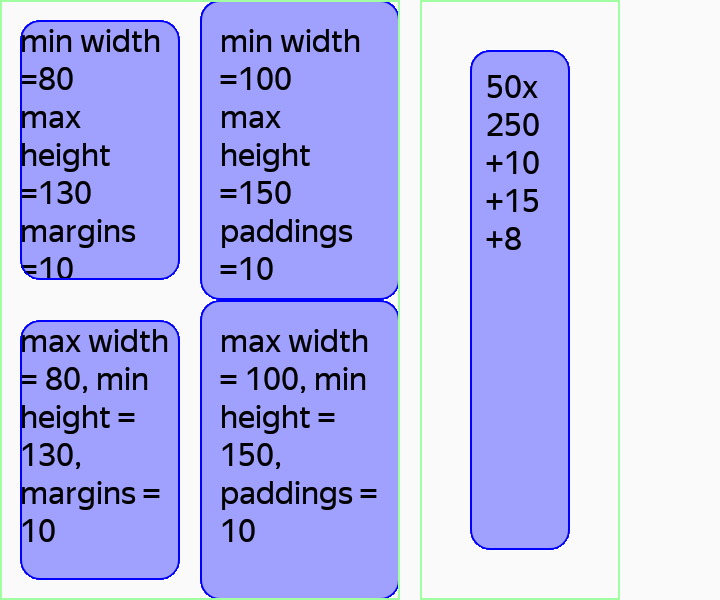 min width
=80
max
height
=130
margins
=10
min width
=100
max
height
=150
paddings
=10
max width
= 80, min
height =
130,
margins =
10
max width
= 100, min
height =
150,
paddings =
10
50x
250
+10
+15
+8